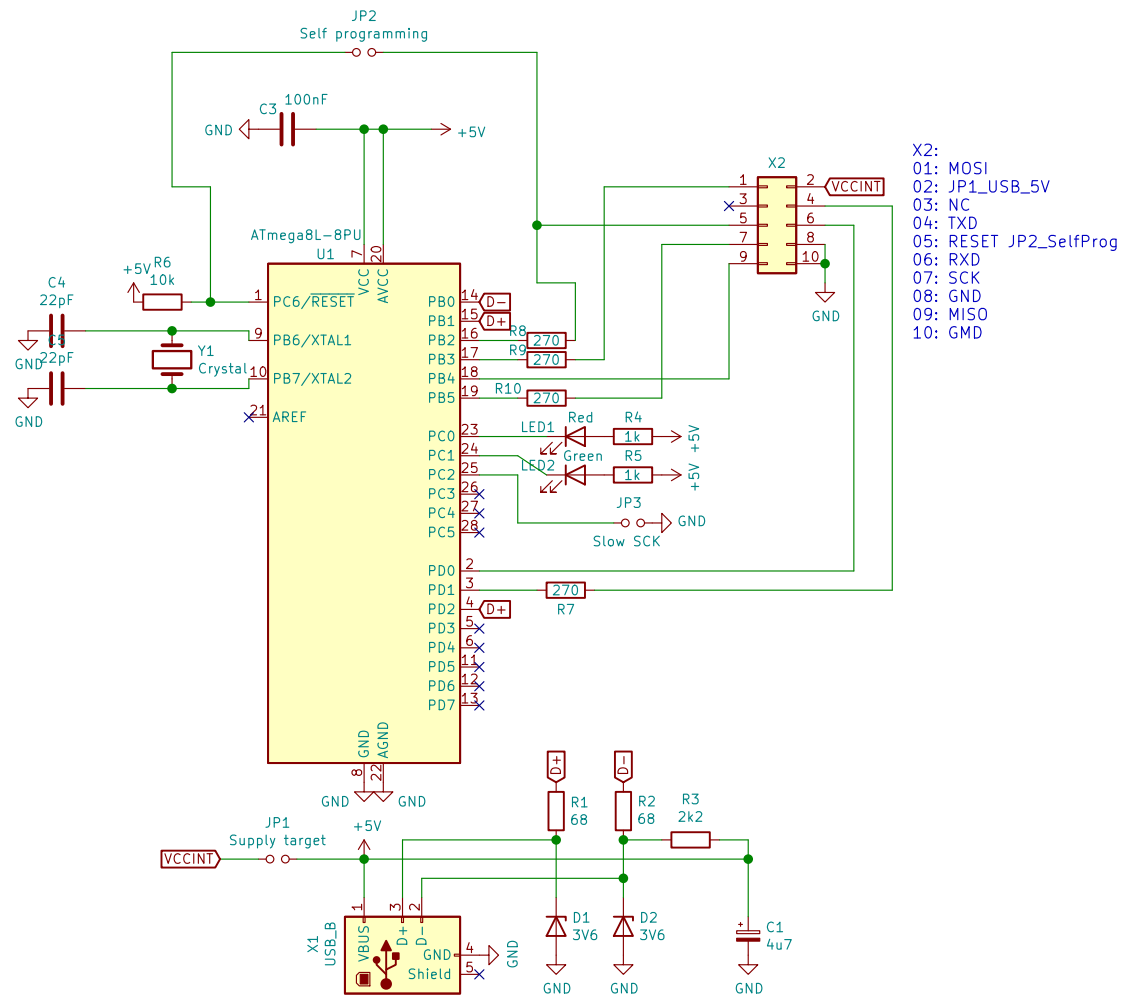 JP2
Self programming
100nF
C3
GND
+5V
X2
1
2
VCCINT
3
4
5
6
7
8
9
10
GND
X2:
01: MOSI
02: JP1_USB_5V
03: NC
04: TXD
05: RESET JP2_SelfProg
06: RXD
07: SCK
08: GND
09: MISO
10: GMD
ATmega8L-8PU
U1
7
20
VCC
AVCC
C4
22pF
+5V
R6
10k
GND
C5
22pF
GND
Y1
Crystal
1
PC6/RESET
9
PB6/XTAL1
10
PB7/XTAL2
21
AREF
PB0
14
D-
PB1
15
D+
PB2
16
R8
270
PB3
17
R9
270
PB4
18
PB5
19
R10
270
PC0
23
LED1
Red
R4
1k
+5V
PC1
24
LED2
Green
R5
1k
+5V
PC2
25
JP3
GND
Slow SCK
PC3
26
PC4
27
PC5
28
PD0
2
PD1
3
270
R7
PD2
4
D+
PD3
5
PD4
6
PD5
11
PD6
12
PD7
13
GND
AGND
8
22
GND
GND
JP1
Supply target
VCCINT
+5V
D+
D-
R1
68
R2
68
R3
2k2
1
3
2
X1
USB_B
VBUS
D+
D-
GND
4
GND
Shield
5
D1
3V6
GND
D2
3V6
GND
+
C1
4u7
GND